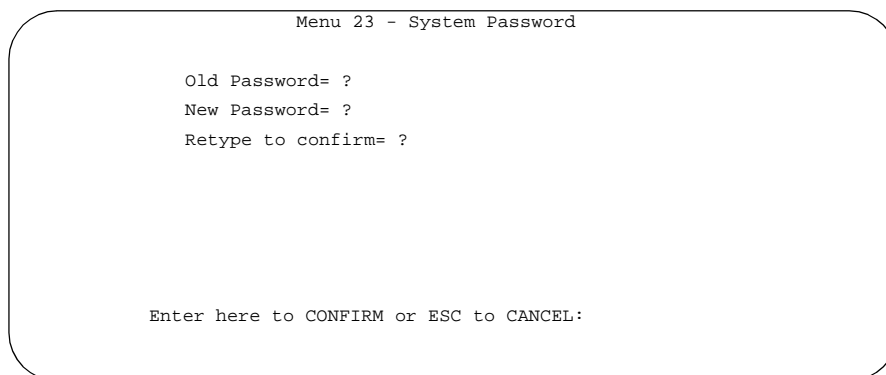 Menu 23 - System Password
Old Password= ?
New Password= ?
Retype to confirm= ?
Enter here to CONFIRM or ESC to CANCEL: